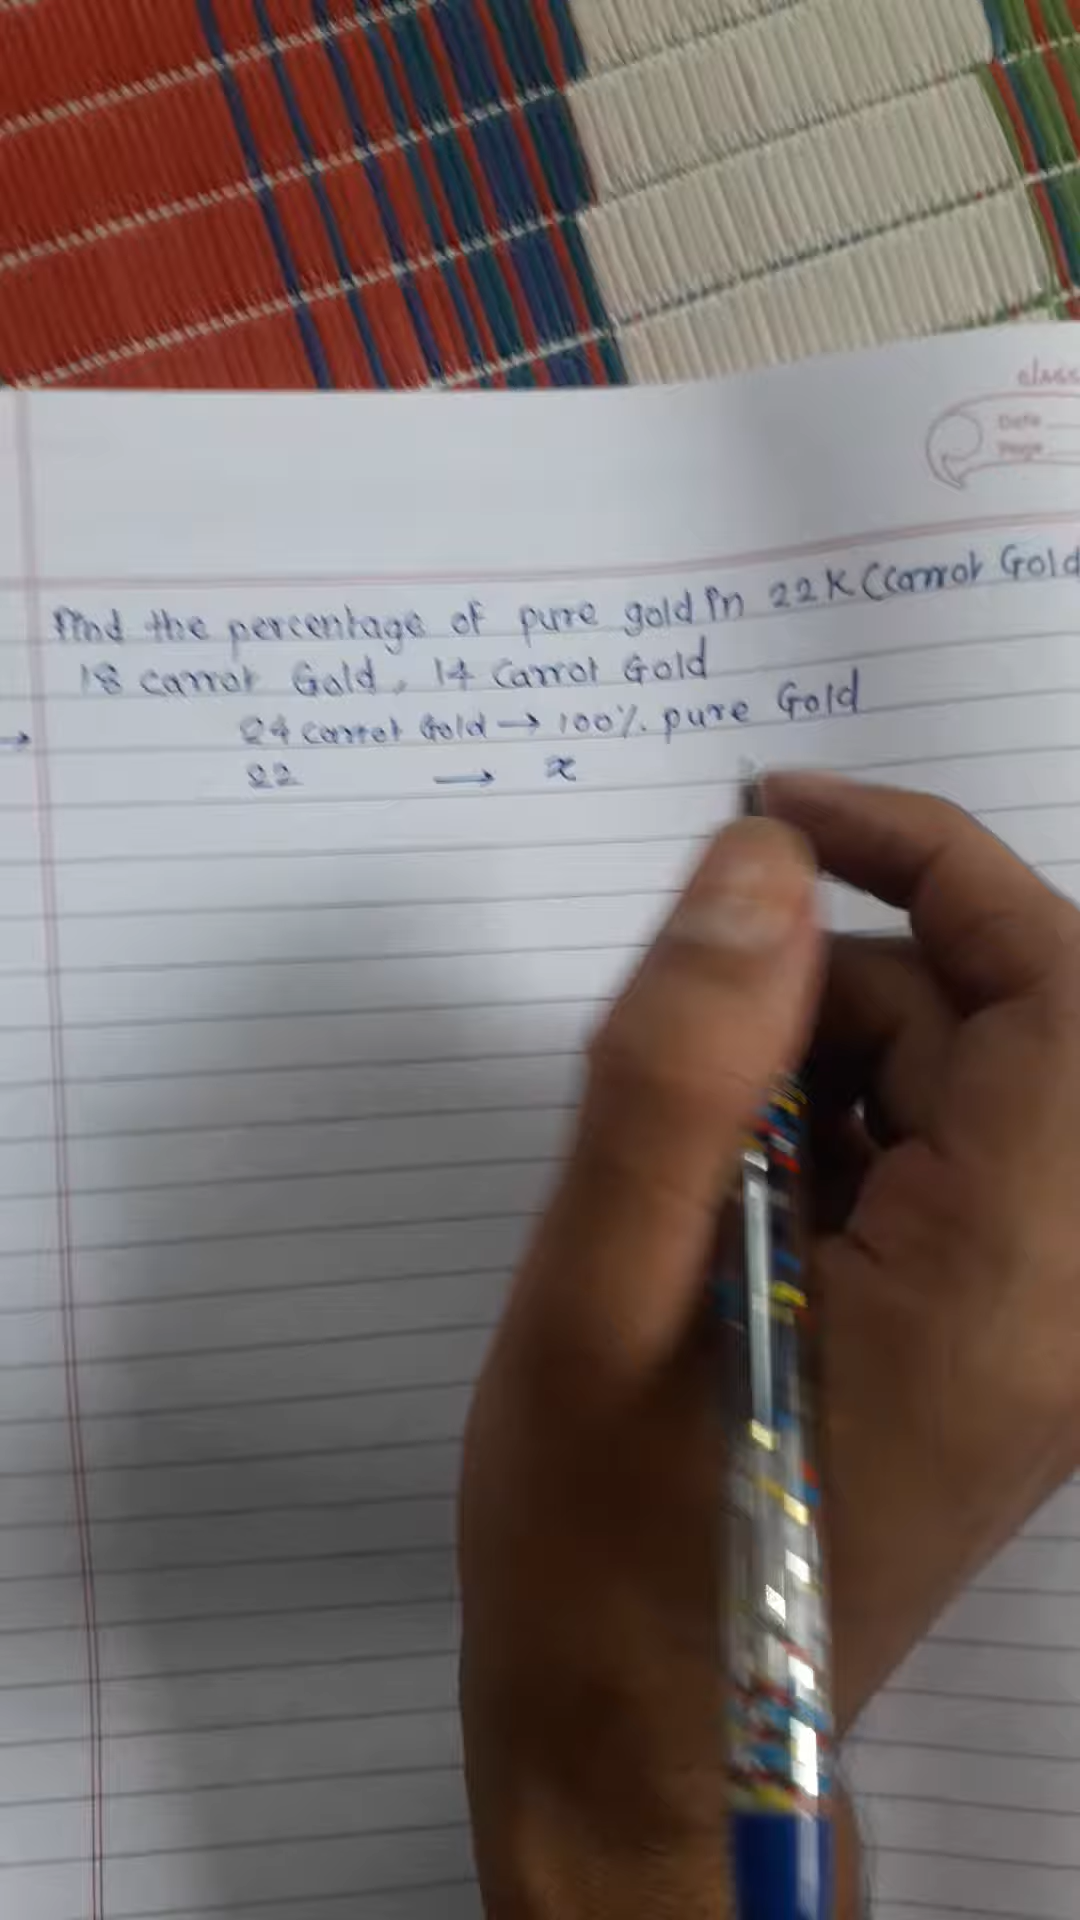 class
Date
Page
Find the percentage of pure gold in 22K (Carrot Gold
18 carrot Gold, 14 Carrot Gold
→ 24 carrot Gold → 100% pure Gold
22 → x